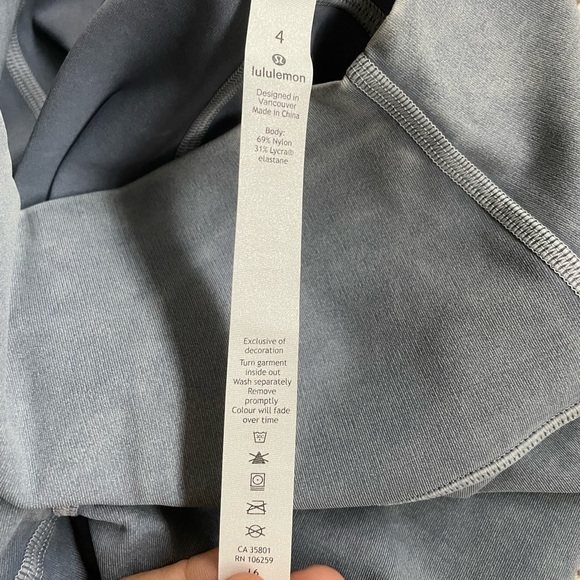 4
lululemon
Designed in
Vancouver
Made in China
Body:
69% Nylon
31% Lycra®
elastane
Exclusive of
decoration
Turn garment
inside out
Wash separately
Remove
promptly
Colour will fade
over time
CA 35801
RN 106259